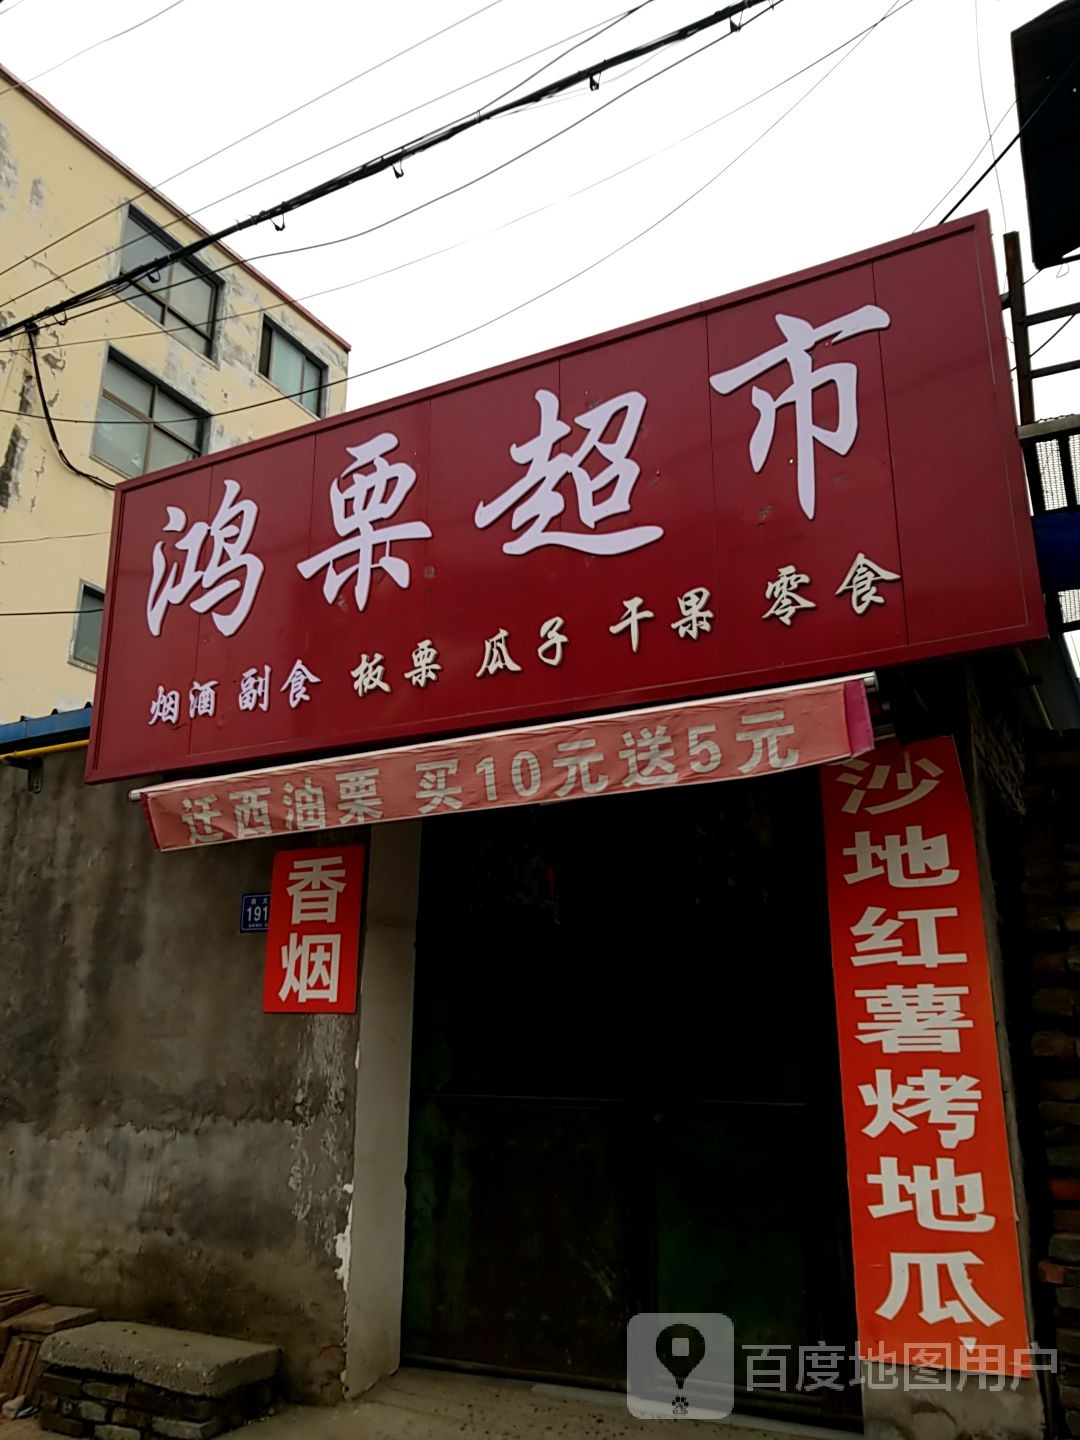 鸿栗超市
烟酒 副食 板栗 瓜子 干果 零食
迁西油栗 买10元送5元
香烟
191
沙地红薯烤地瓜
百度地图用户